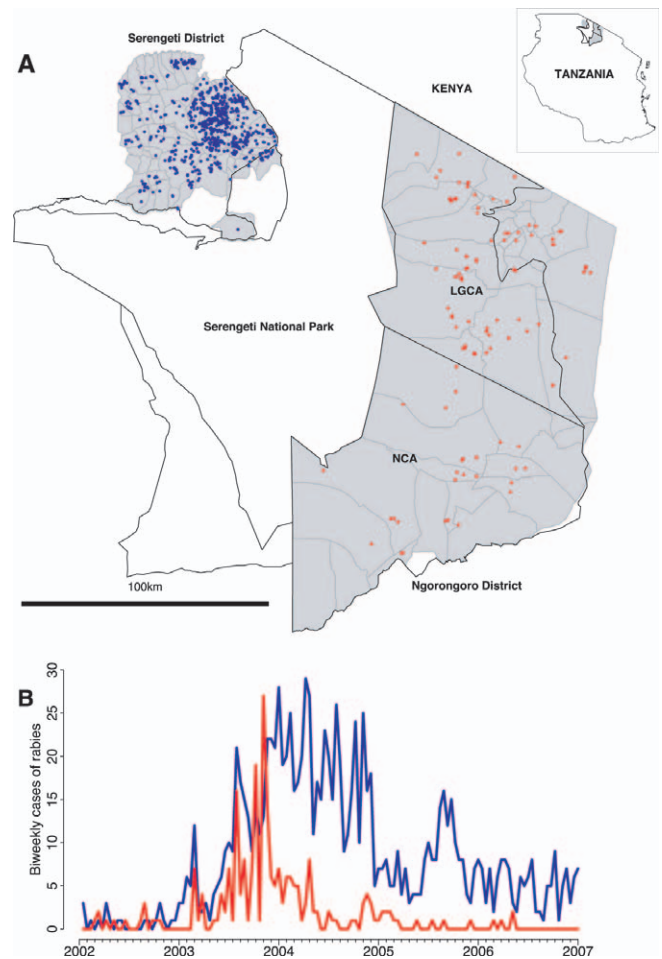 Serengeti District
A
KENYA
TANZANIA
LGCA
Serengeti National Park
NCA
100km
Ngorongoro District
B
Biweekly cases of rabies
30
25
20
15
10
5
0
2002 2003 2004 2005 2006 2007